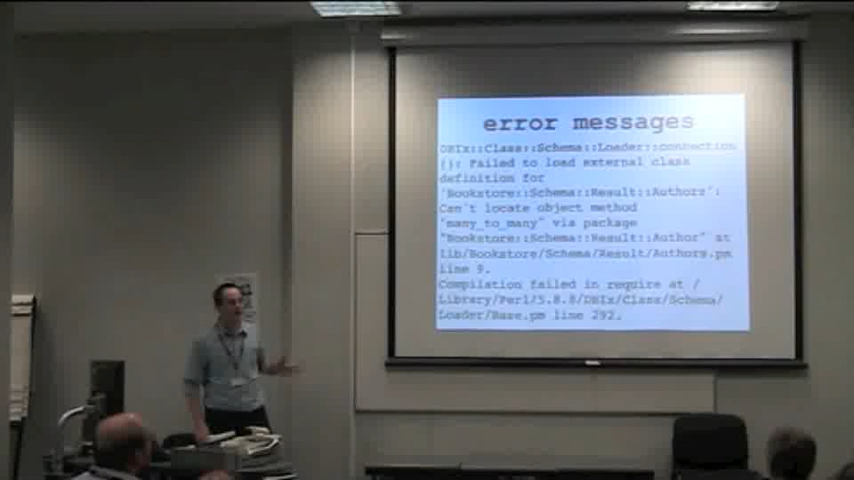 error messages
DBIx::Class::Schema::Loader::connection
(): Failed to load external class
definition for
'Bookstore::Schema::Result::Authors':
Can't locate object method
"many_to_many" via package
"Bookstore::Schema::Result::Author" at
lib/Bookstore/Schema/Result/Authors.pm
line 9.
Compilation failed in require at /
Library/Perl/5.8.8/DBIx/Class/Schema/
Loader/Base.pm line 292.